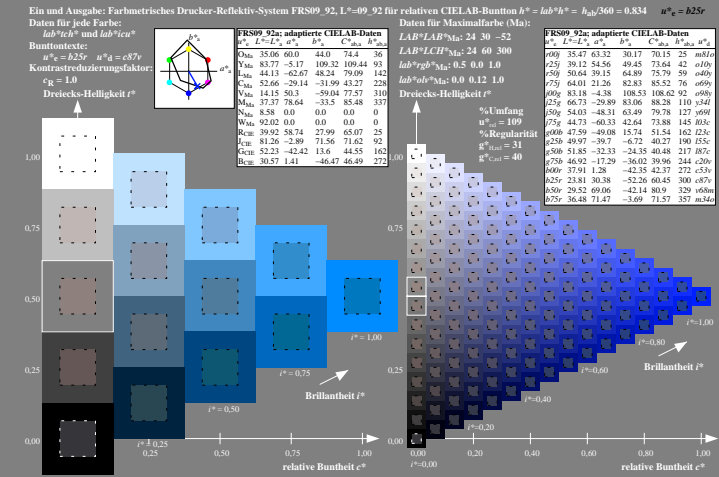 Ein und Ausgabe: Farbmetrisches Drucker-Reflektiv-System FRS09_92, L*=09_92 für relativen CIELAB-Buntton h* = lab*h* = h_ab/360 = 0.834 u*e = b25r
Daten für jede Farbe:
lab*tch* und lab*icu*
Bunttontexte:
u*e = b25r u*d = c87v
Kontrastreduzierungsfaktor:
cR = 1.0
Dreiecks-Helligkeit i*
b*a
a*a
FRS09_92a; adaptierte CIELAB-Daten
u*e L*=L*a a*a b*a C*ab,a h*ab,a
OMa 35.06 60.0 44.0 74.4 36
YMa 83.77 −5.17 109.32 109.44 93
LMa 44.13 −62.67 48.24 79.09 142
CMa 52.66 −29.14 −31.99 43.27 228
VMa 14.15 50.3 −59.04 77.57 310
MMa 37.37 78.64 −33.5 85.48 337
NMa 8.58 0.0 0.0 0.0 0
WMa 92.02 0.0 0.0 0.0 0
RCIE 39.92 58.74 27.99 65.07 25
JCIE 81.26 −2.89 71.56 71.62 92
GCIE 52.23 −42.42 13.6 44.55 162
BCIE 30.57 1.41 −46.47 46.49 272
1,00
0,75
0,50
0,25
0,00
0,25 0,50 0,75 1,00
i* = 1,00
i* = 0,75
i* = 0,50
i* = 0,25
Brillantheit i*
relative Buntheit c*
Daten für Maximalfarbe (Ma):
LAB*LAB*Ma: 24 30 −52
LAB*LCH*Ma: 24 60 300
lab*rgb*Ma: 0.5 0.0 1.0
lab*olv*Ma: 0.0 0.12 1.0
Dreiecks-Helligkeit i*
%Umfang
u*rel = 109
%Regularität
g*H,rel = 31
g*C,rel = 40
FRS09_92a; adaptierte CIELAB-Daten
u*e L*=L*a a*a b*a C*ab,a h*ab,a u*d
r00j 35.47 63.32 30.17 70.15 25 m81o
r25j 39.12 54.56 49.45 73.64 42 o10y
r50j 50.64 39.15 64.89 75.79 59 o40y
r75j 64.01 21.26 82.83 85.52 76 o69y
j00g 83.18 −4.38 108.53 108.62 92 o98y
j25g 66.73 −29.89 83.06 88.28 110 y34l
j50g 54.03 −48.31 63.49 79.78 127 y69l
j75g 44.73 −60.33 42.64 73.88 145 l03c
g00b 47.59 −49.08 15.74 51.54 162 l23c
g25b 49.97 −39.7 −6.72 40.27 190 l55c
g50b 51.85 −32.33 −24.35 40.48 217 l87c
g75b 46.92 −17.29 −36.02 39.96 244 c20v
b00r 37.91 1.28 −42.35 42.37 272 c53v
b25r 23.81 30.38 −52.26 60.45 300 c87v
b50r 29.52 69.06 −42.14 80.9 329 v68m
b75r 36.48 71.47 −3.69 71.57 357 m34o
1,00
0,75
0,50
0,25
0,00
0,00 0,20 0,40 0,60 0,80 1,00
i*=1,00
i*=0,80
i*=0,60
i*=0,40
i*=0,20
i*=0,00
Brillantheit i*
relative Buntheit c*